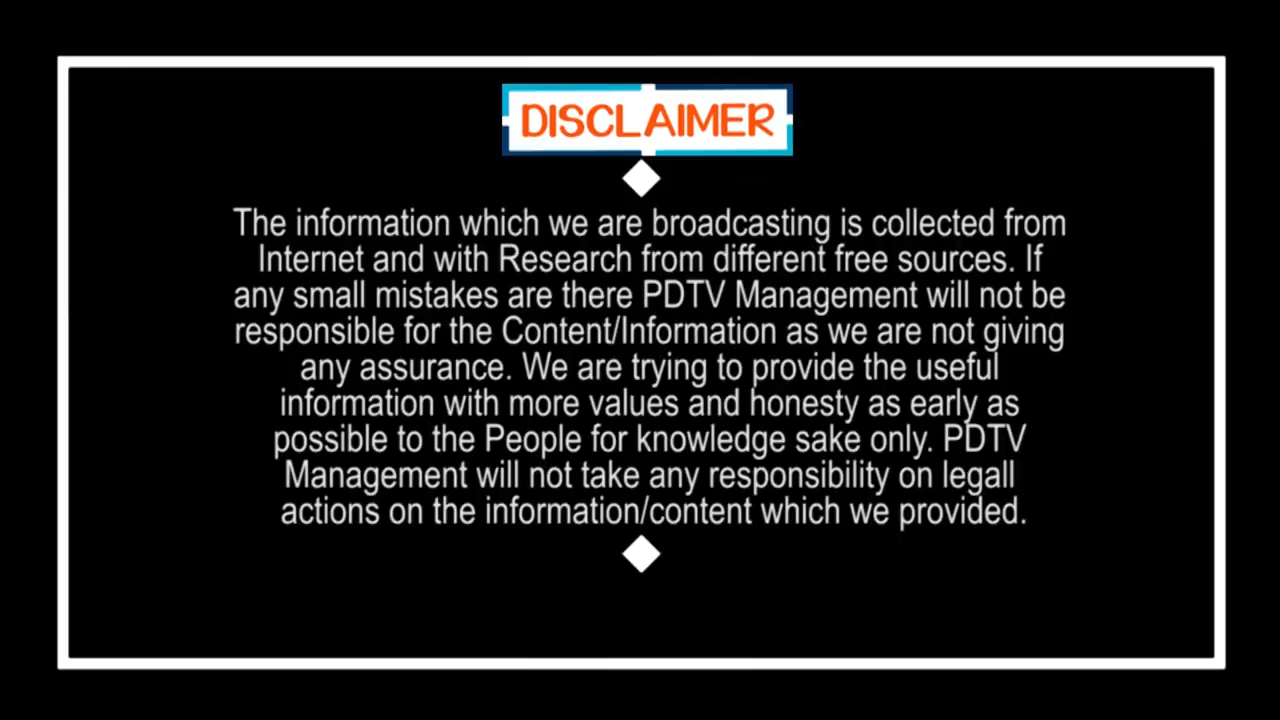 DISCLAIMER
The information which we are broadcasting is collected from
Internet and with Research from different free sources. If
any small mistakes are there PDTV Management will not be
responsible for the Content/Information as we are not giving
any assurance. We are trying to provide the useful
information with more values and honesty as early as
possible to the People for knowledge sake only. PDTV
Management will not take any responsibility on legall
actions on the information/content which we provided.